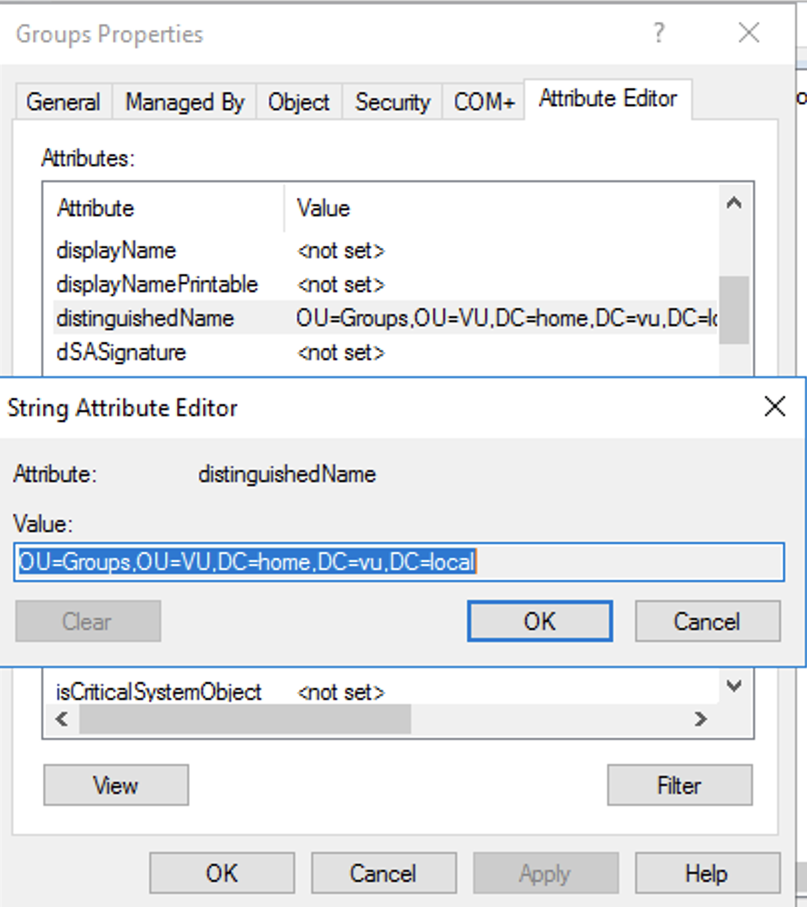 Groups Properties ?
General Managed By Object Security COM+ Attribute Editor
Attributes:
Attribute Value
displayName <not set>
displayNamePrintable <not set>
distinguishedName OU=Groups,OU=VU,DC=home,DC=vu,DC=lo
dSASignature <not set>
String Attribute Editor
Attribute: distinguishedName
Value:
OU=Groups,OU=VU,DC=home,DC=vu,DC=local
Clear OK Cancel
isCriticalSystemObject <not set>
View Filter
OK Cancel Apply Help